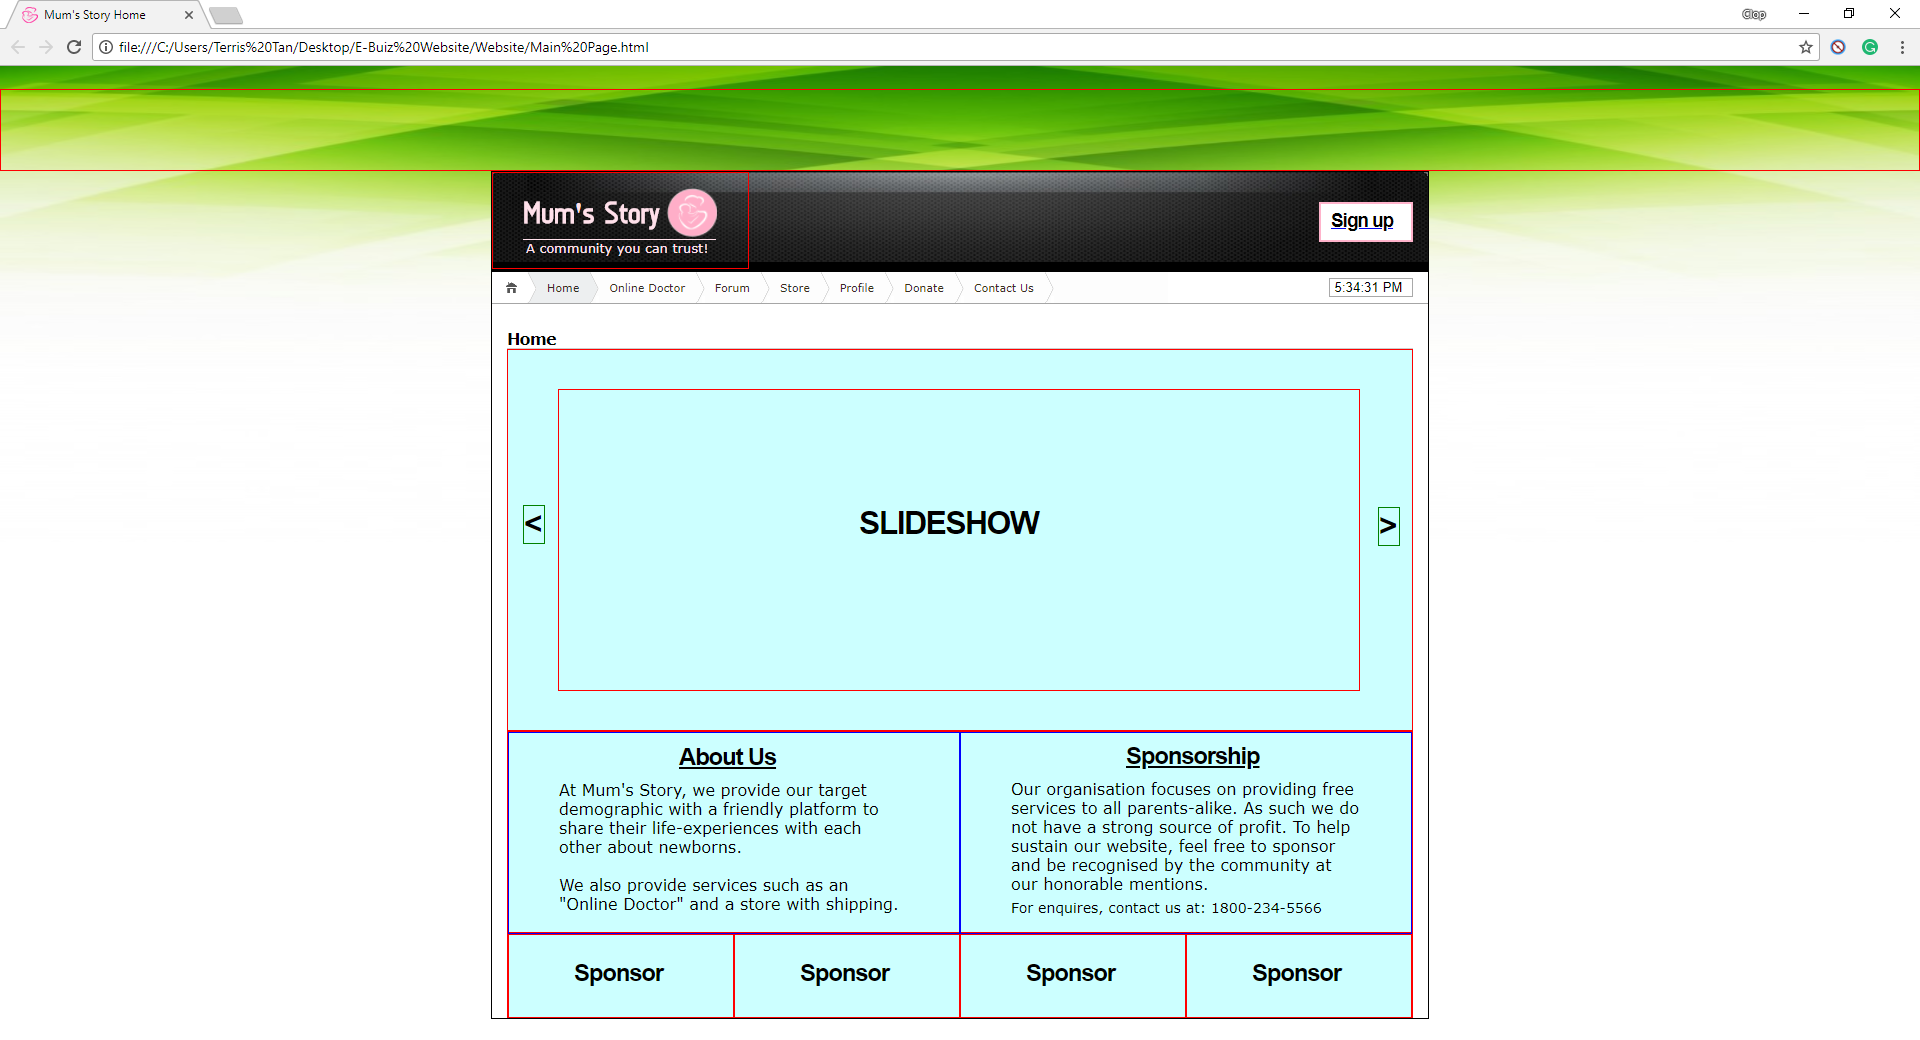 Mum's Story Home
Clop
file:///C:/Users/Terris%20Tan/Desktop/E-Buiz%20Website/Website/Main%20Page.html
Mum's Story
A community you can trust!
Sign up
Home
Online Doctor
Forum
Store
Profile
Donate
Contact Us
5:34:31 PM
Home
<
SLIDESHOW
>
About Us
At Mum's Story, we provide our target
demographic with a friendly platform to
share their life-experiences with each
other about newborns.
We also provide services such as an
"Online Doctor" and a store with shipping.
Sponsorship
Our organisation focuses on providing free
services to all parents-alike. As such we do
not have a strong source of profit. To help
sustain our website, feel free to sponsor
and be recognised by the community at
our honorable mentions.
For enquires, contact us at: 1800-234-5566
Sponsor
Sponsor
Sponsor
Sponsor